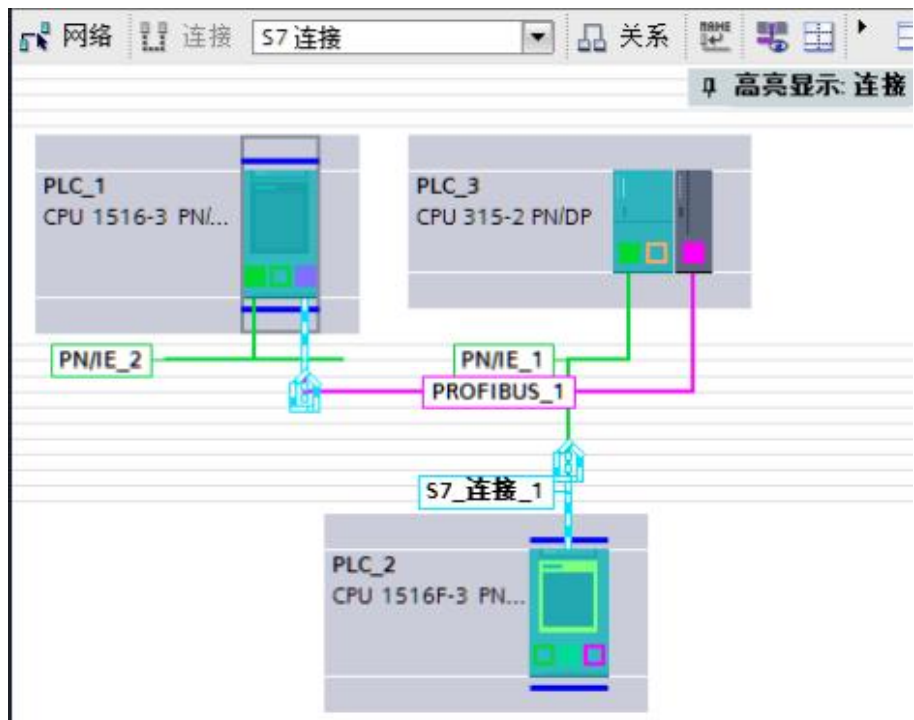 网络 连接 S7 连接 关系 NAME
高亮显示: 连接
PLC_1
CPU 1516-3 PN/...
PLC_3
CPU 315-2 PN/DP
PN/IE_2
PN/IE_1
PROFIBUS_1
S7_连接_1
PLC_2
CPU 1516F-3 PN...